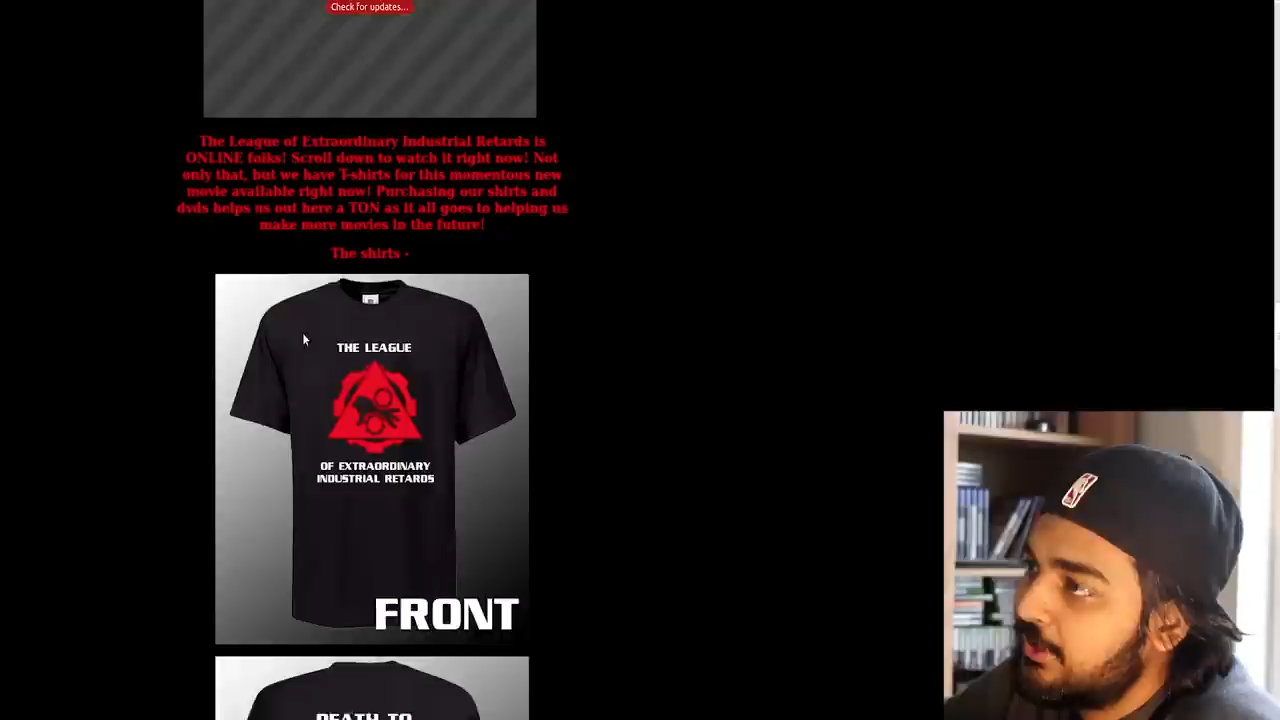 Check for updates...
The League of Extraordinary Industrial Retards is
ONLINE folks! Scroll down to watch it right now! Not
only that, but we have T-shirts for this momentous new
movie available right now! Purchasing our shirts and
dvds helps us out here a TON as it all goes to helping us
make more movies in the future!
The shirts -
THE LEAGUE
OF EXTRAORDINARY
INDUSTRIAL RETARDS
FRONT
DEATH TO